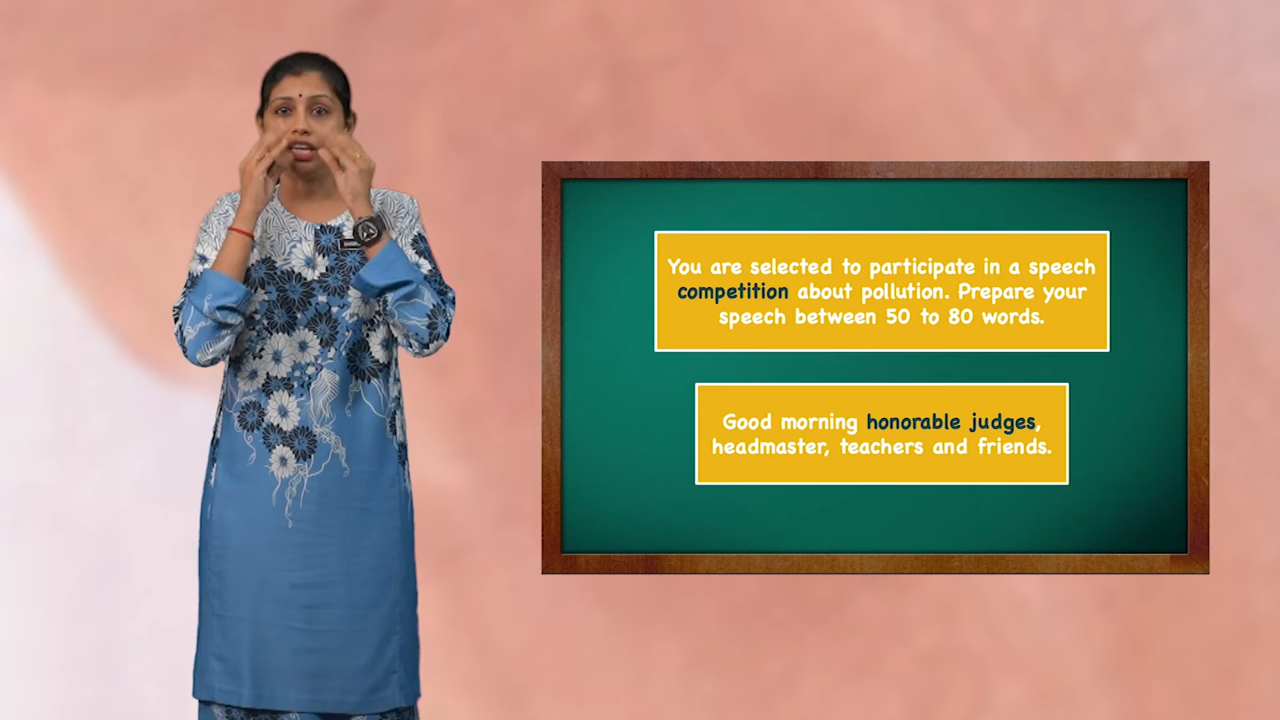 You are selected to participate in a speech
competition about pollution. Prepare your
speech between 50 to 80 words.
Good morning honorable judges,
headmaster, teachers and friends.